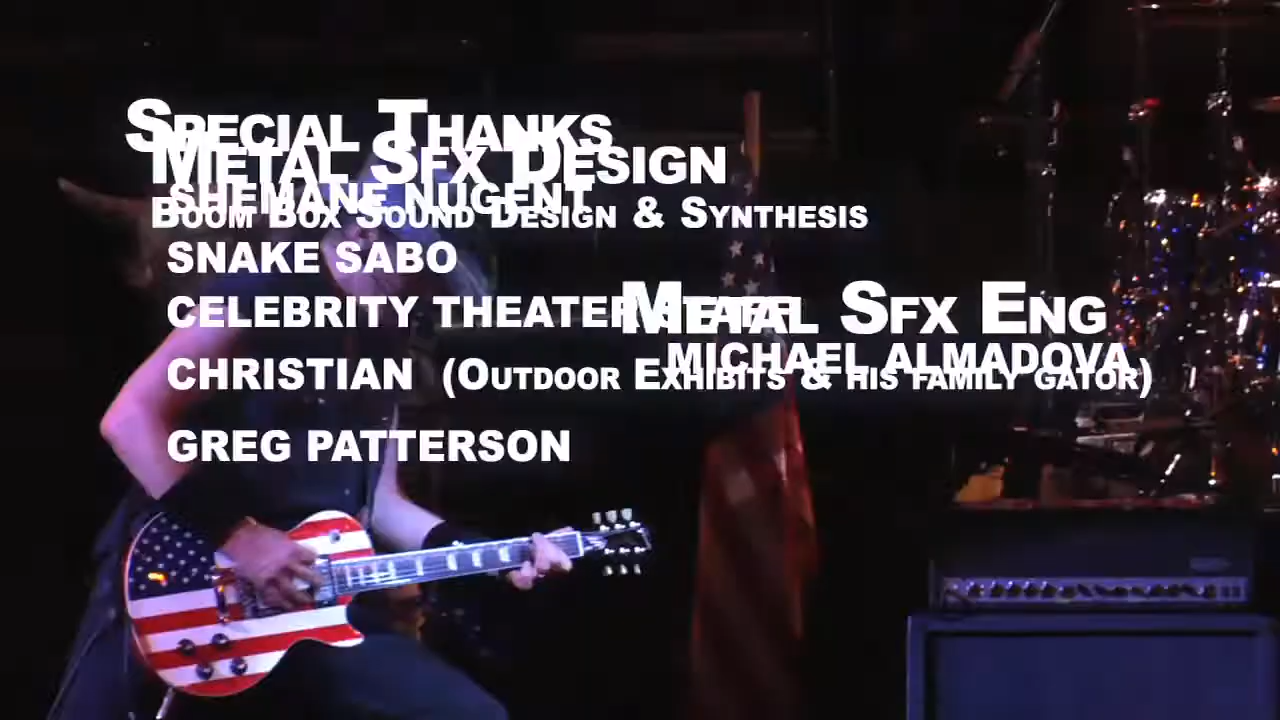 Special Thanks
Metal Sfx Design
SHEMANE NUGENT
Boom Box Sound Design & Synthesis
SNAKE SABO
CELEBRITY THEATER STAFF
Metal Sfx Eng
MICHAEL ALMADOVA
CHRISTIAN (Outdoor Exhibits & his family gator)
GREG PATTERSON